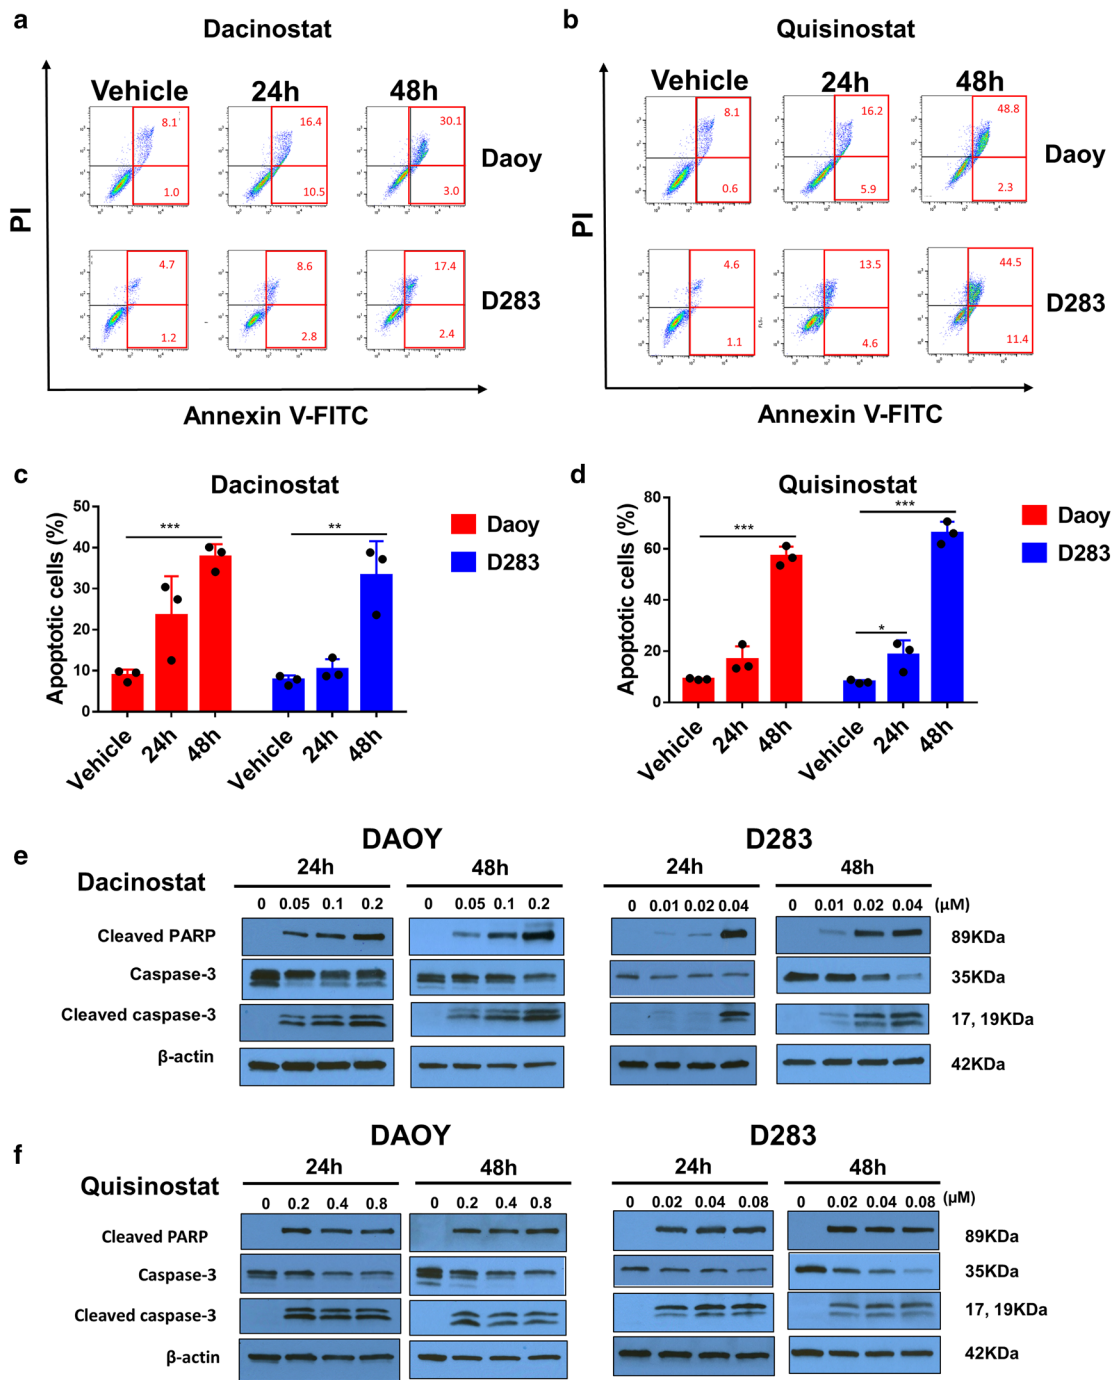 a
Dacinostat
Vehicle 24h 48h
8.1 16.4 30.1
1.0 10.5 3.0
Daoy
4.7 8.6 17.4
1.2 2.8 2.4
D283
PI
Annexin V-FITC
b
Quisinostat
Vehicle 24h 48h
8.1 16.2 48.8
0.6 5.9 2.3
Daoy
4.6 13.5 44.5
1.1 4.6 11.4
D283
PI
Annexin V-FITC
c
Dacinostat
Apoptotic cells (%)
50
40
30
20
10
0
*** **
Vehicle 24h 48h Vehicle 24h 48h
Daoy
D283
d
Quisinostat
Apoptotic cells (%)
80
60
40
20
0
*** * ***
Vehicle 24h 48h Vehicle 24h 48h
Daoy
D283
e
DAOY D283
Dacinostat 24h 48h 24h 48h
0 0.05 0.1 0.2 0 0.05 0.1 0.2 0 0.01 0.02 0.04 0 0.01 0.02 0.04 (μM)
Cleaved PARP 89KDa
Caspase-3 35KDa
Cleaved caspase-3 17, 19KDa
β-actin 42KDa
f
DAOY D283
Quisinostat 24h 48h 24h 48h
0 0.2 0.4 0.8 0 0.2 0.4 0.8 0 0.02 0.04 0.08 0 0.02 0.04 0.08 (μM)
Cleaved PARP 89KDa
Caspase-3 35KDa
Cleaved caspase-3 17, 19KDa
β-actin 42KDa